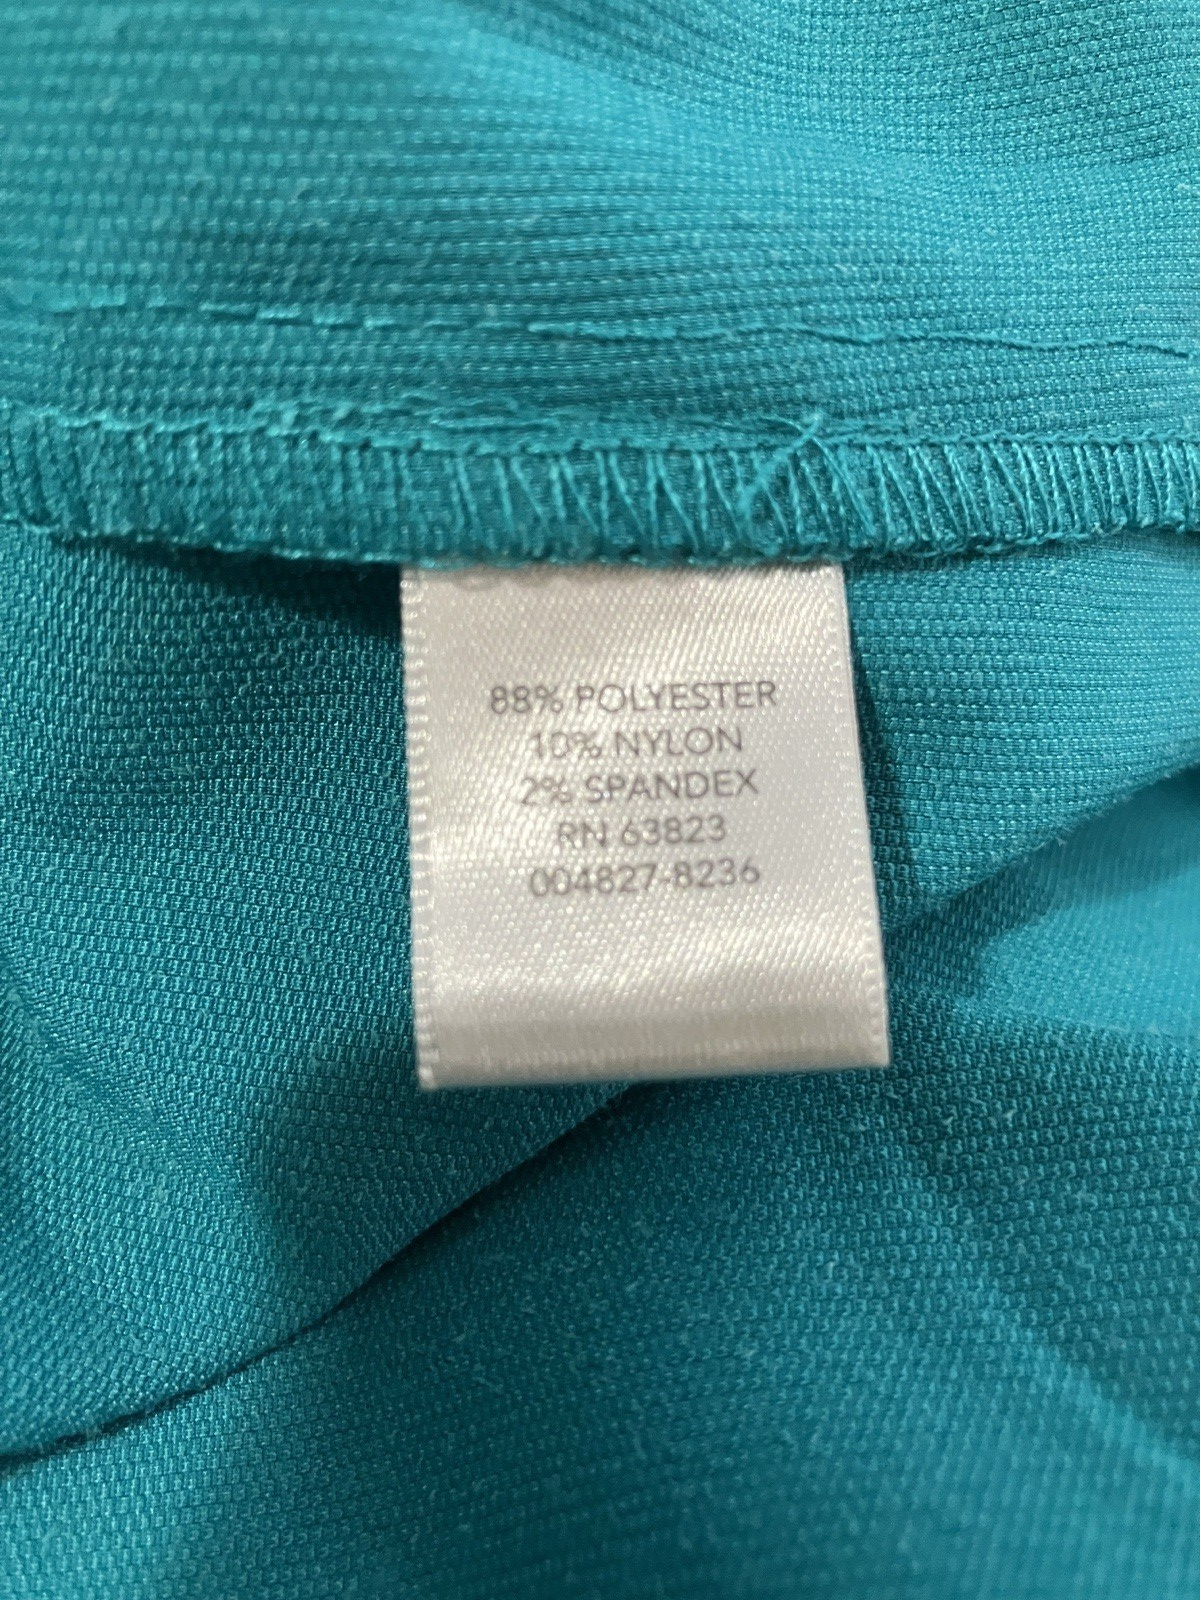 88% POLYESTER
10% NYLON
2% SPANDEX
RN 63823
004827-8236